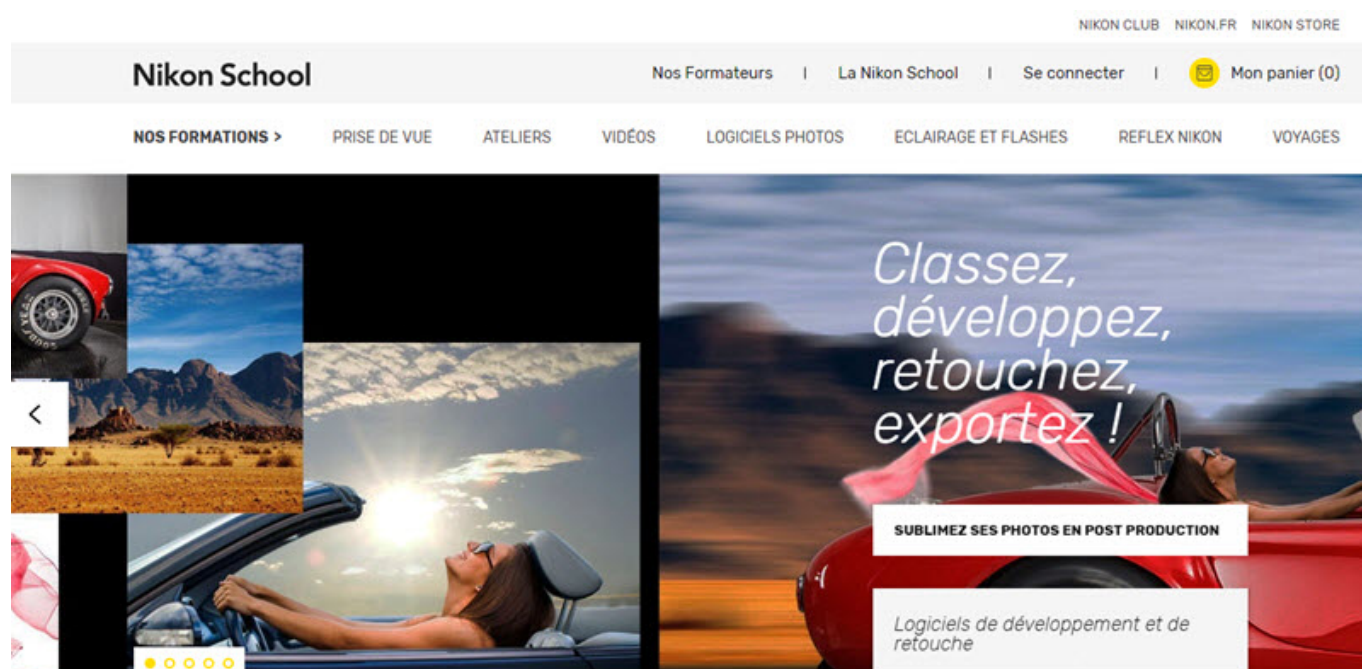 NIKON CLUB NIKON.FR NIKON STORE
Nikon School
Nos Formateurs | La Nikon School | Se connecter | Mon panier (0)
NOS FORMATIONS > PRISE DE VUE ATELIERS VIDÉOS LOGICIELS PHOTOS ECLAIRAGE ET FLASHES REFLEX NIKON VOYAGES
Classez,
développez,
retouchez,
exportez !
SUBLIMEZ SES PHOTOS EN POST PRODUCTION
Logiciels de développement et de
retouche